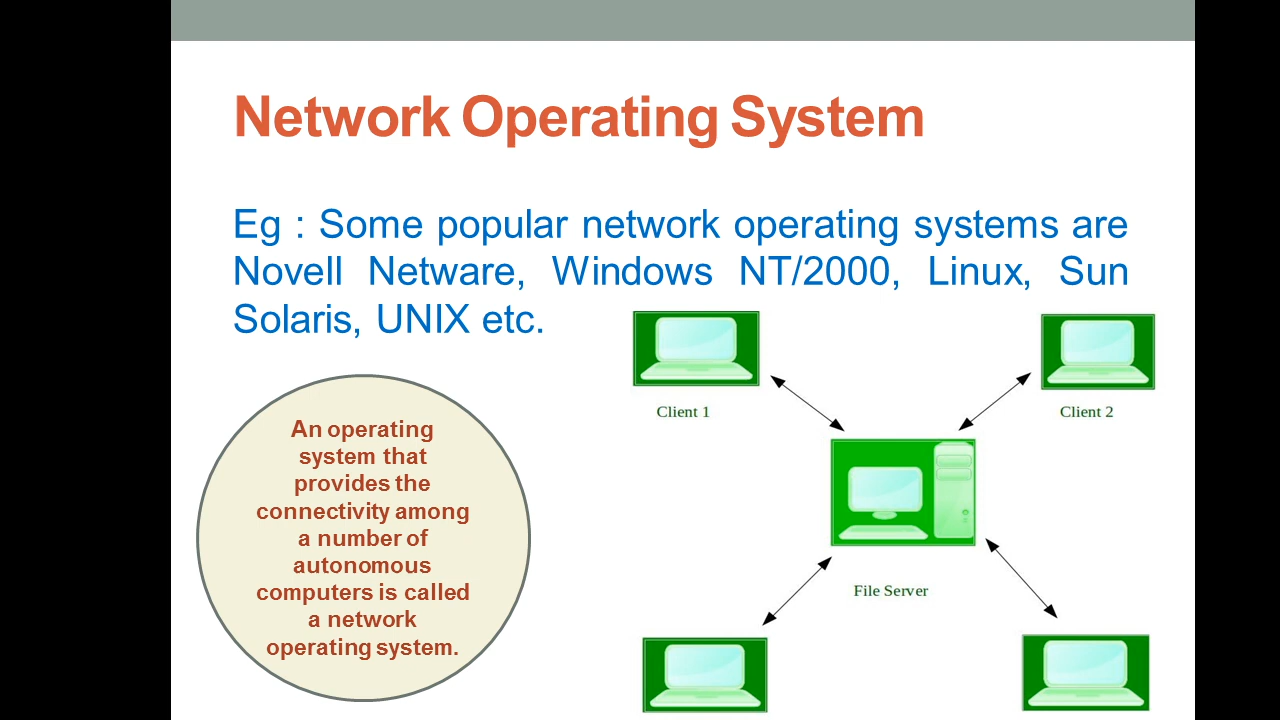 Network Operating System
Eg : Some popular network operating systems are
Novell Netware, Windows NT/2000, Linux, Sun
Solaris, UNIX etc.
An operating
system that
provides the
connectivity among
a number of
autonomous
computers is called
a network
operating system.
Client 1
Client 2
File Server